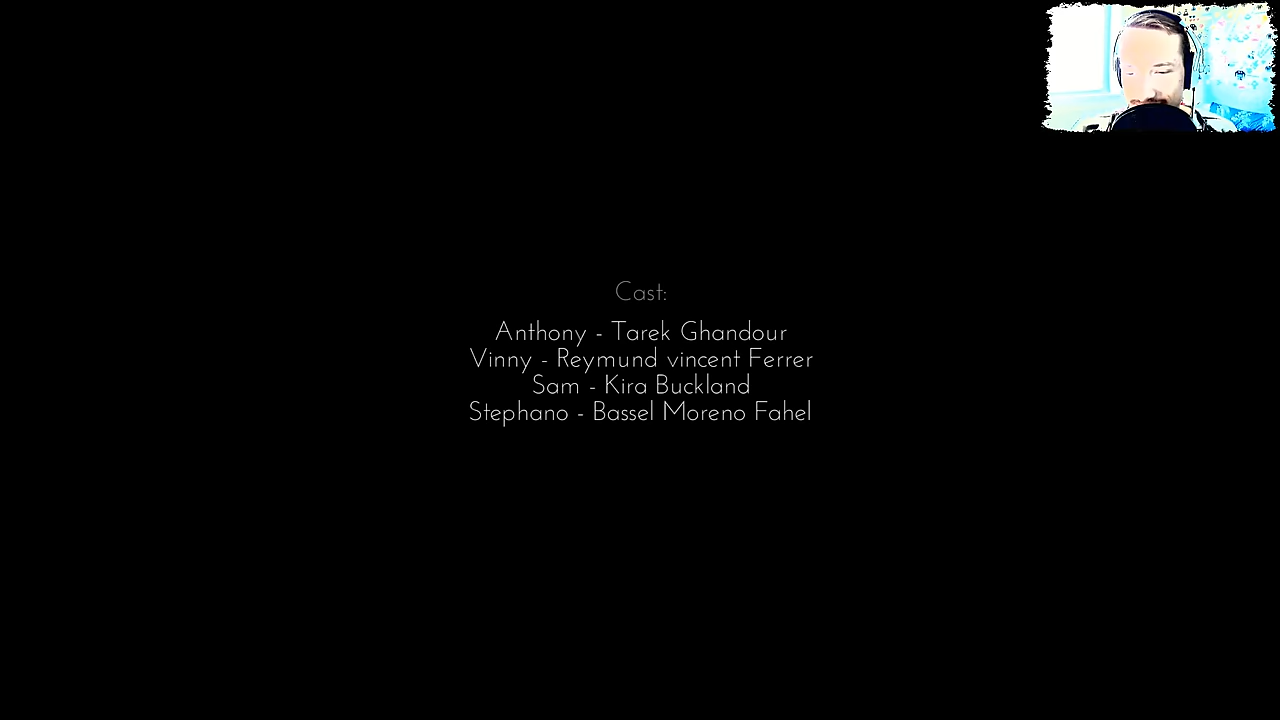 Cast:
Anthony - Tarek Ghandour
Vinny - Reymund vincent Ferrer
Sam - Kira Buckland
Stephano - Bassel Moreno Fahel